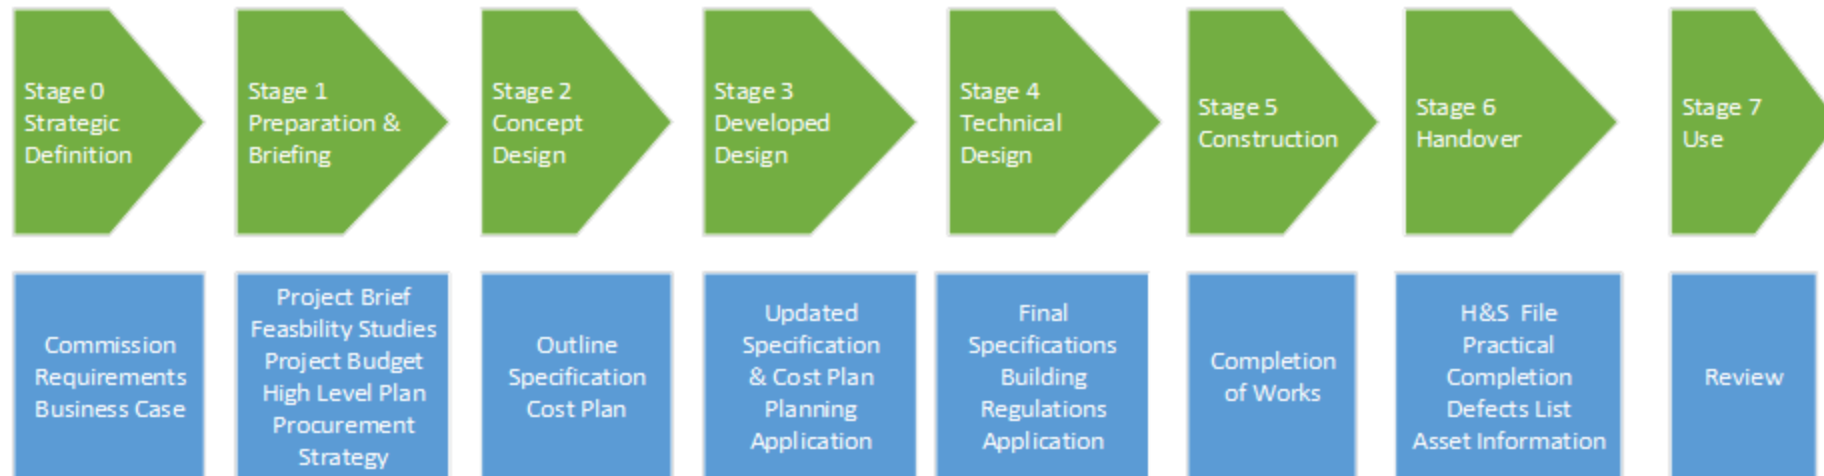 Stage 0
Strategic
Definition
Stage 1
Preparation &
Briefing
Stage 2
Concept
Design
Stage 3
Developed
Design
Stage 4
Technical
Design
Stage 5
Construction
Stage 6
Handover
Stage 7
Use
Commission
Requirements
Business Case
Project Brief
Feasbility Studies
Project Budget
High Level Plan
Procurement
Strategy
Outline
Specification
Cost Plan
Updated
Specification
& Cost Plan
Planning
Application
Final
Specifications
Building
Regulations
Application
Completion
of Works
H&S File
Practical
Completion
Defects List
Asset Information
Review